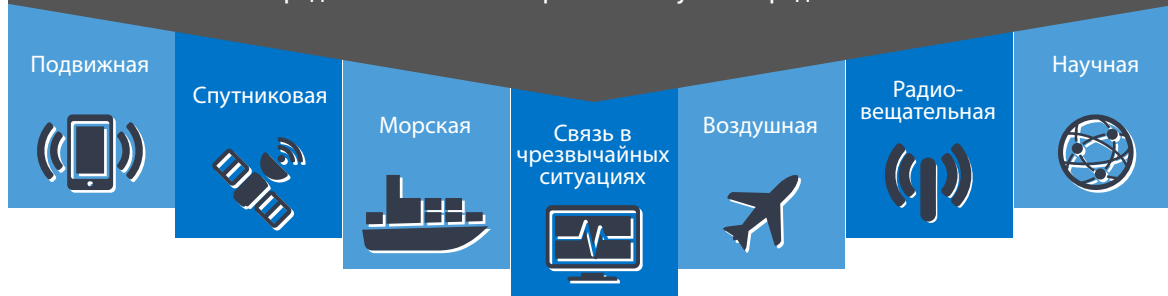 Подвижная
Спутниковая
Морская
Связь в
чрезвычайных
ситуациях
Воздушная
Радио-
вещательная
Научная